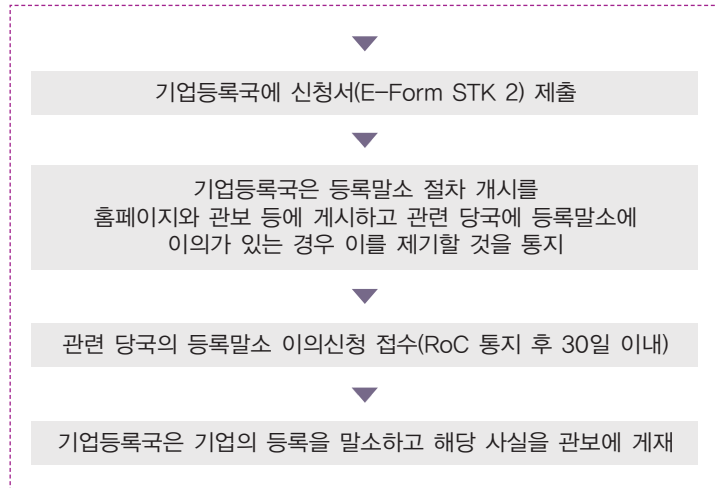 기업등록국에 신청서(E-Form STK 2) 제출
기업등록국은 등록말소 절차 개시를
홈페이지와 관보 등에 게시하고 관련 당국에 등록말소에
이의가 있는 경우 이를 제기할 것을 통지
관련 당국의 등록말소 이의신청 접수(RoC 통지 후 30일 이내)
기업등록국은 기업의 등록을 말소하고 해당 사실을 관보에 게재